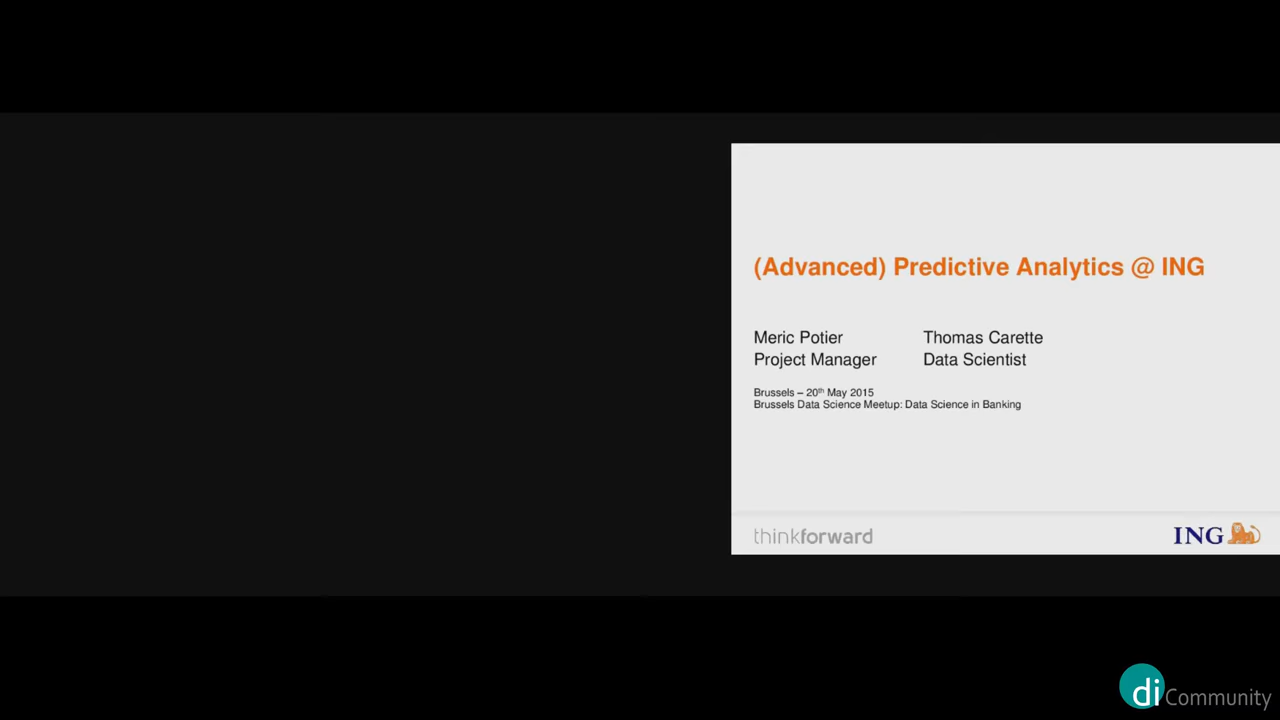 (Advanced) Predictive Analytics @ ING
Meric Potier
Thomas Carette
Project Manager
Data Scientist
Brussels – 20th May 2015
Brussels Data Science Meetup: Data Science in Banking
thinkforward
ING
di Community